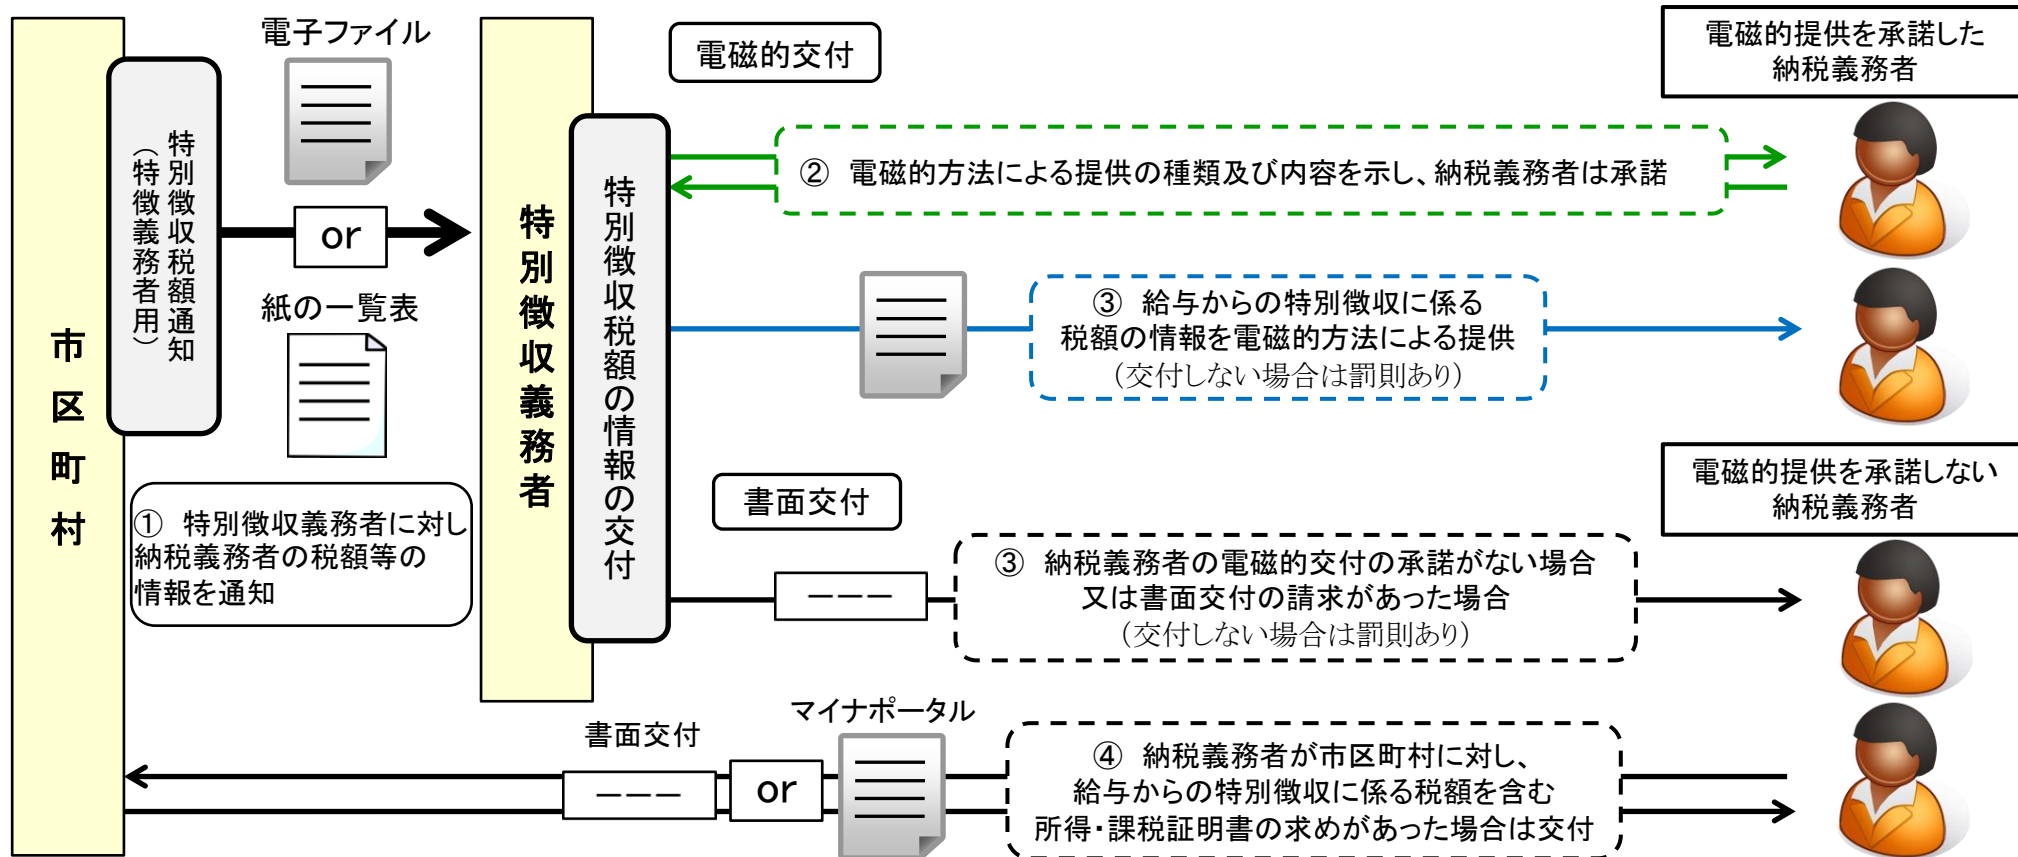 市区町村
特別徴収税額通知
（特徴義務者用）
電子ファイル
or
紙の一覧表
① 特別徴収義務者に対し
納税義務者の税額等の
情報を通知
特別徴収義務者
特別徴収税額の情報の交付
電磁的交付
電磁的提供を承諾した
納税義務者
② 電磁的方法による提供の種類及び内容を示し、納税義務者は承諾
③ 給与からの特別徴収に係る
税額の情報を電磁的方法による提供
（交付しない場合は罰則あり）
書面交付
電磁的提供を承諾しない
納税義務者
－－－
③ 納税義務者の電磁的交付の承諾がない場合
又は書面交付の請求があった場合
（交付しない場合は罰則あり）
書面交付
－－－
or
マイナポータル
④ 納税義務者が市区町村に対し、
給与からの特別徴収に係る税額を含む
所得・課税証明書の求めがあった場合は交付